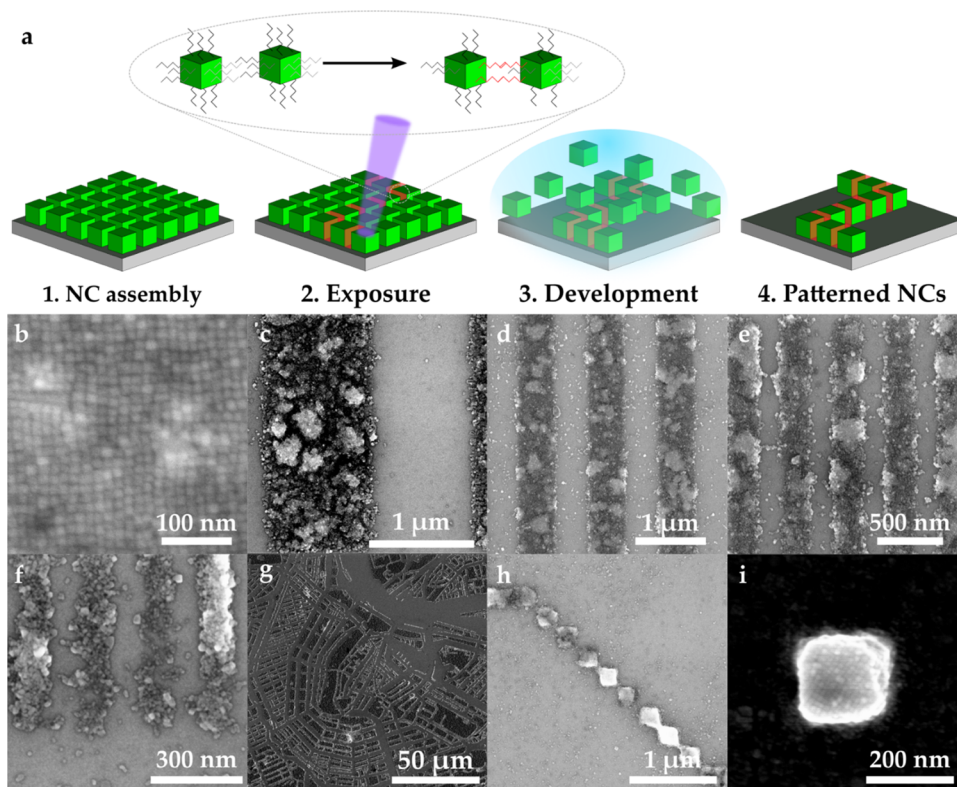 a
1. NC assembly
2. Exposure
3. Development
4. Patterned NCs
b
100 nm
c
1 µm
d
1 µm
e
500 nm
f
300 nm
g
50 µm
h
1 µm
i
200 nm